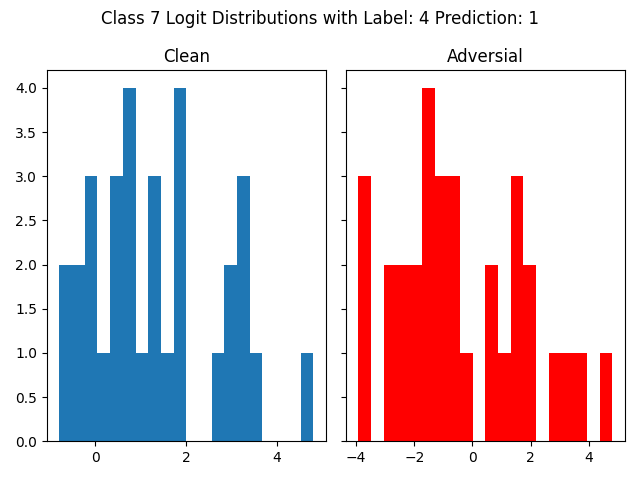 Class 7 Logit Distributions with Label: 4 Prediction: 1
Clean
Adversial
4.0
3.5
3.0
2.5
2.0
1.5
1.0
0.5
0.0
0 2 4
−4 −2 0 2 4